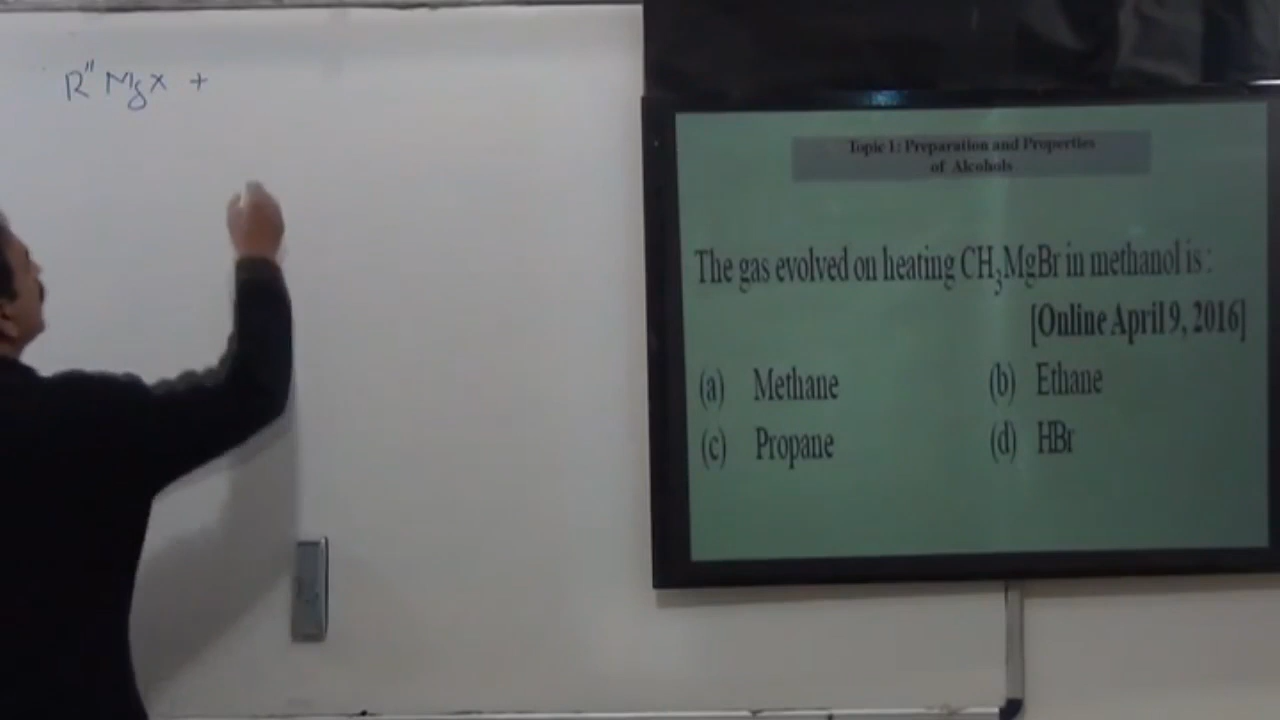 R" MgX +
Topic 1: Preparation and Properties
of Alcohols
The gas evolved on heating CH₃MgBr in methanol is :
[Online April 9, 2016]
(a) Methane (b) Ethane
(c) Propane (d) HBr